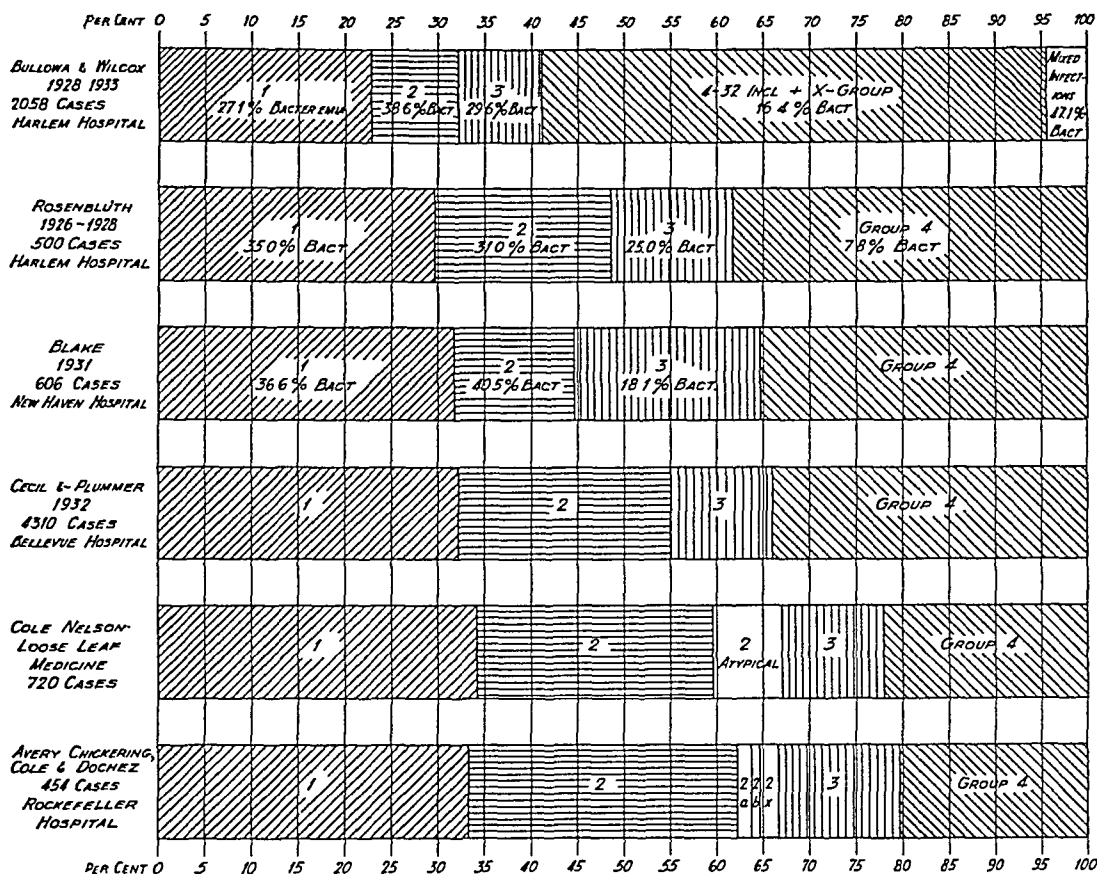 PER CENT 0 5 10 15 20 25 30 35 40 45 50 55 60 65 70 75 80 85 90 95 100
BULLOWA & WILCOX
1928 1933
2058 CASES
HARLEM HOSPITAL
1
27.1% BACTEREMIA
2
38.6% BACT
3
29.6% BACT
4-32 INCL + X-GROUP
16.4% BACT
MIXED
INFECT-
IONS
47.1%
BACT
ROSENBLÜTH
1926-1928
500 CASES
HARLEM HOSPITAL
1
35.0% BACT
2
31.0% BACT
3
25.0% BACT
GROUP 4
7.8% BACT
BLAKE
1931
606 CASES
NEW HAVEN HOSPITAL
1
36.6% BACT
2
40.5% BACT
3
18.1% BACT.
GROUP 4
CECIL & PLUMMER
1932
4310 CASES
BELLEVUE HOSPITAL
1
2
3
GROUP 4
COLE NELSON-
LOOSE LEAF
MEDICINE
720 CASES
1
2
2
ATYPICAL
3
GROUP 4
AVERY CHICKERING,
COLE & DOCHEZ
454 CASES
ROCKEFELLER
HOSPITAL
1
2
2 2 2
a b x
3
GROUP 4
PER CENT 0 5 10 15 20 25 30 35 40 45 50 55 60 65 70 75 80 85 90 95 100